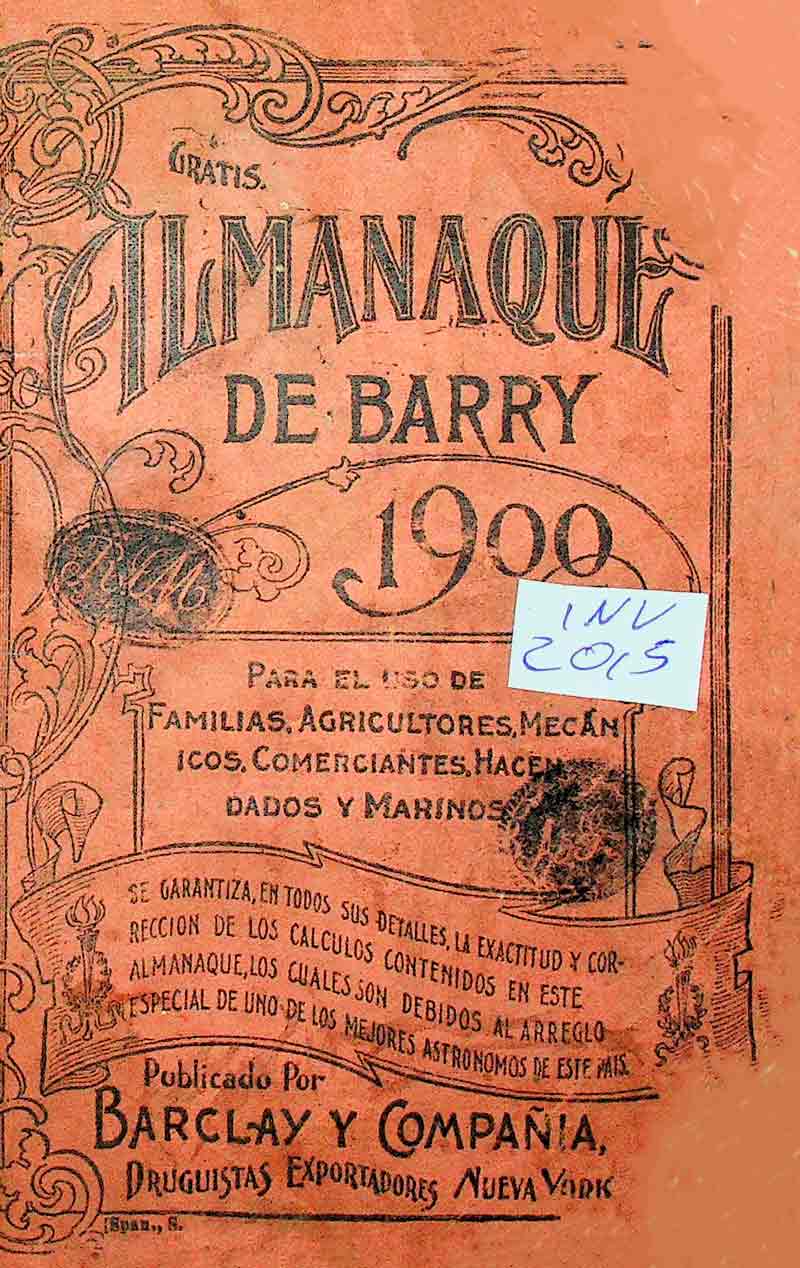 GRATIS.
ALMANAQUE
DE BARRY
1900
INV
2015
PARA EL USO DE
FAMILIAS, AGRICULTORES, MECÁN
ICOS, COMERCIANTES, HACEN
DADOS Y MARINOS
SE GARANTIZA, EN TODOS SUS DETALLES, LA EXACTITUD Y COR-
RECCION DE LOS CALCULOS CONTENIDOS EN ESTE
ALMANAQUE, LOS CUALES SON DEBIDOS AL ARREGLO
ESPECIAL DE UNO DE LOS MEJORES ASTRONOMOS DE ESTE PAIS.
Publicado Por
BARCLAY Y COMPAÑIA,
DRUGUISTAS EXPORTADORES NUEVA YORK
[Span., S.